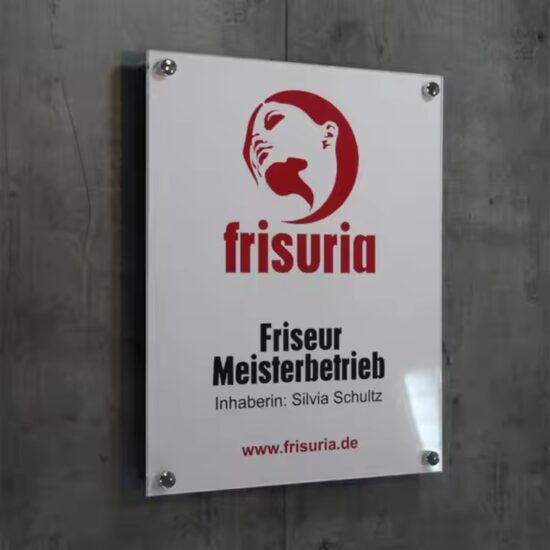 frisuria
Friseur
Meisterbetrieb
Inhaberin: Silvia Schultz
www.frisuria.de